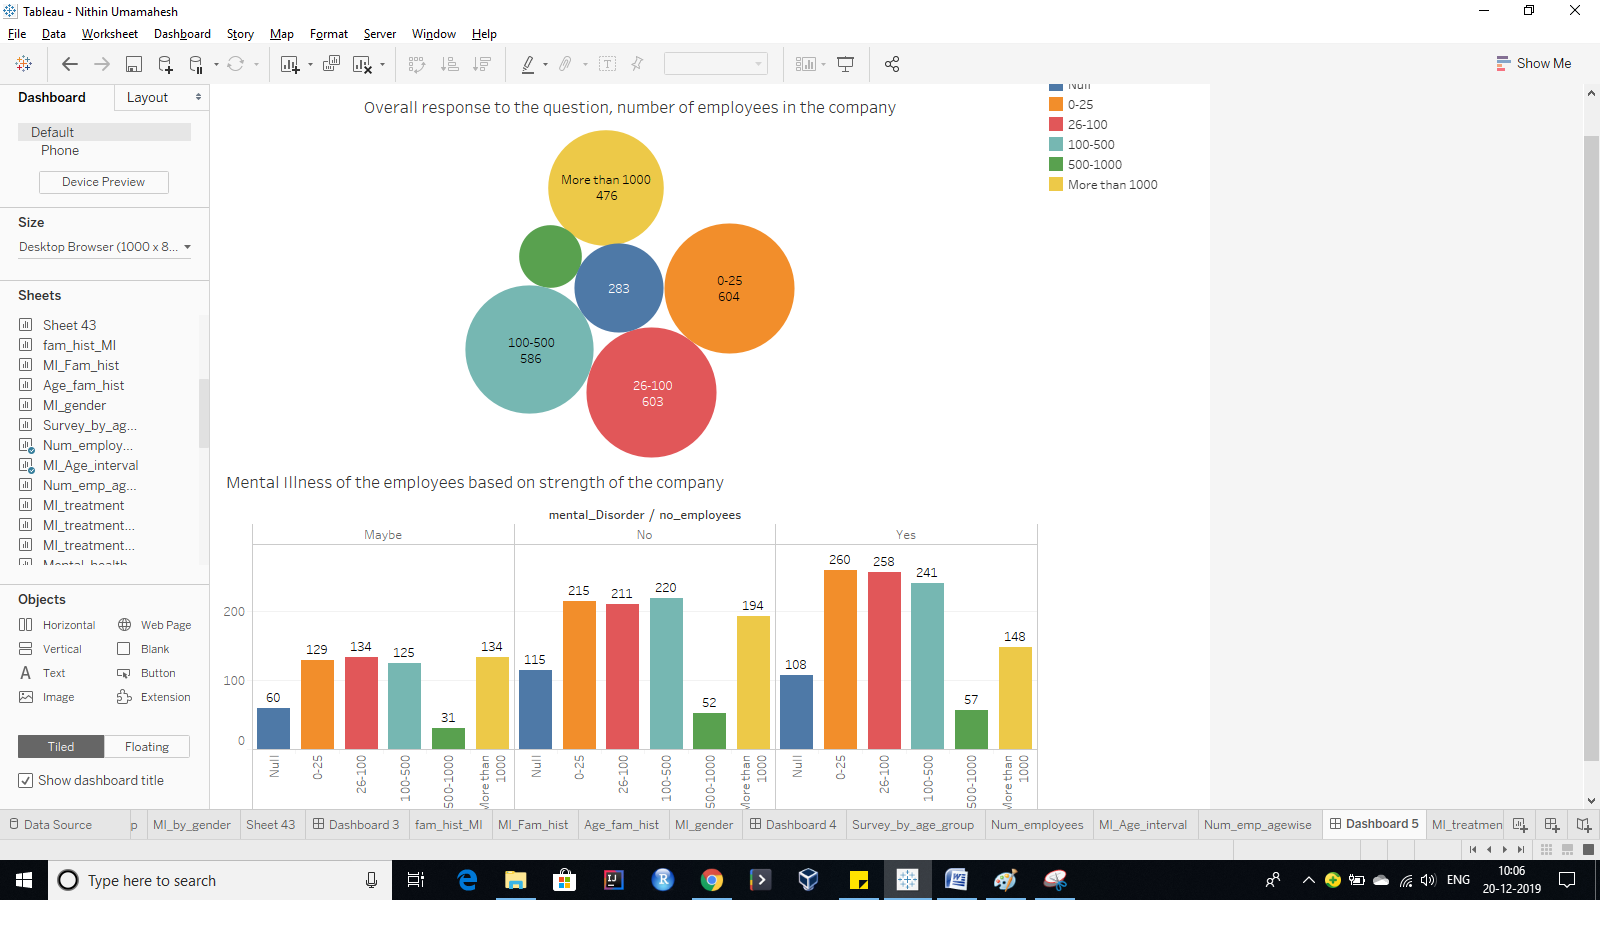 Tableau - Nithin Umamahesh
File Data Worksheet Dashboard Story Map Format Server Window Help
Show Me
Dashboard Layout
Default
Phone
Device Preview
Size
Desktop Browser (1000 x 8...
Sheets
Sheet 43
fam_hist_MI
MI_Fam_hist
Age_fam_hist
MI_gender
Survey_by_ag...
Num_employ...
MI_Age_interval
Num_emp_ag...
MI_treatment
MI_treatment...
MI_treatment...
Mental_health
Objects
Horizontal Web Page
Vertical Blank
Text Button
Image Extension
Tiled Floating
Show dashboard title
Overall response to the question, number of employees in the company
More than 1000
476
283
0-25
604
100-500
586
26-100
603
Null
0-25
26-100
100-500
500-1000
More than 1000
Mental Illness of the employees based on strength of the company
mental_Disorder / no_employees
Maybe No Yes
200
100
0
60 129 134 125 31 134
115 215 211 220 52 194
108 260 258 241 57 148
Null 0-25 26-100 100-500 500-1000 More than 1000
Null 0-25 26-100 100-500 500-1000 More than 1000
Null 0-25 26-100 100-500 500-1000 More than 1000
Data Source p MI_by_gender Sheet 43 Dashboard 3 fam_hist_MI MI_Fam_hist Age_fam_hist MI_gender Dashboard 4 Survey_by_age_group Num_employees MI_Age_interval Num_emp_agewise Dashboard 5 MI_treatmen
Type here to search
ENG
10:06
20-12-2019